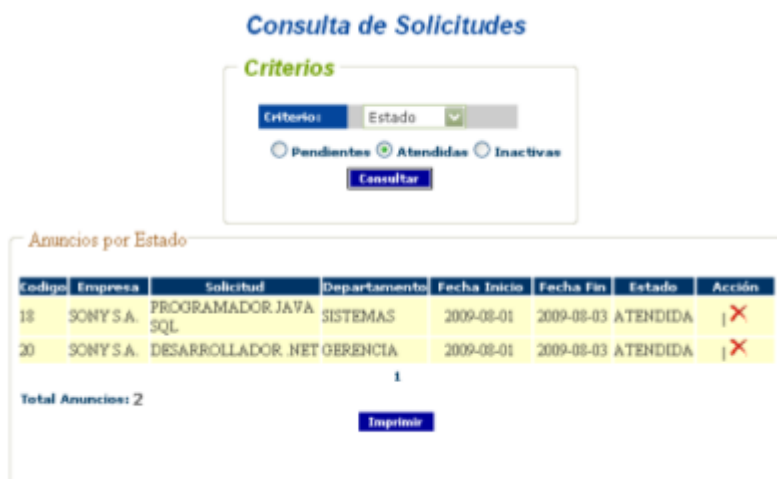 Consulta de Solicitudes
Criterios
Criterio: Estado
Pendientes Atendidas Inactivas
Consultar
Anuncios por Estado
Codigo Empresa Solicitud Departamento Fecha Inicio Fecha Fin Estado Acción
18 SONY S.A. PROGRAMADOR JAVA SQL SISTEMAS 2009-08-01 2009-08-03 ATENDIDA |
20 SONY S.A. DESARROLLADOR .NET GERENCIA 2009-08-01 2009-08-03 ATENDIDA |
1
Total Anuncios: 2
Imprimir